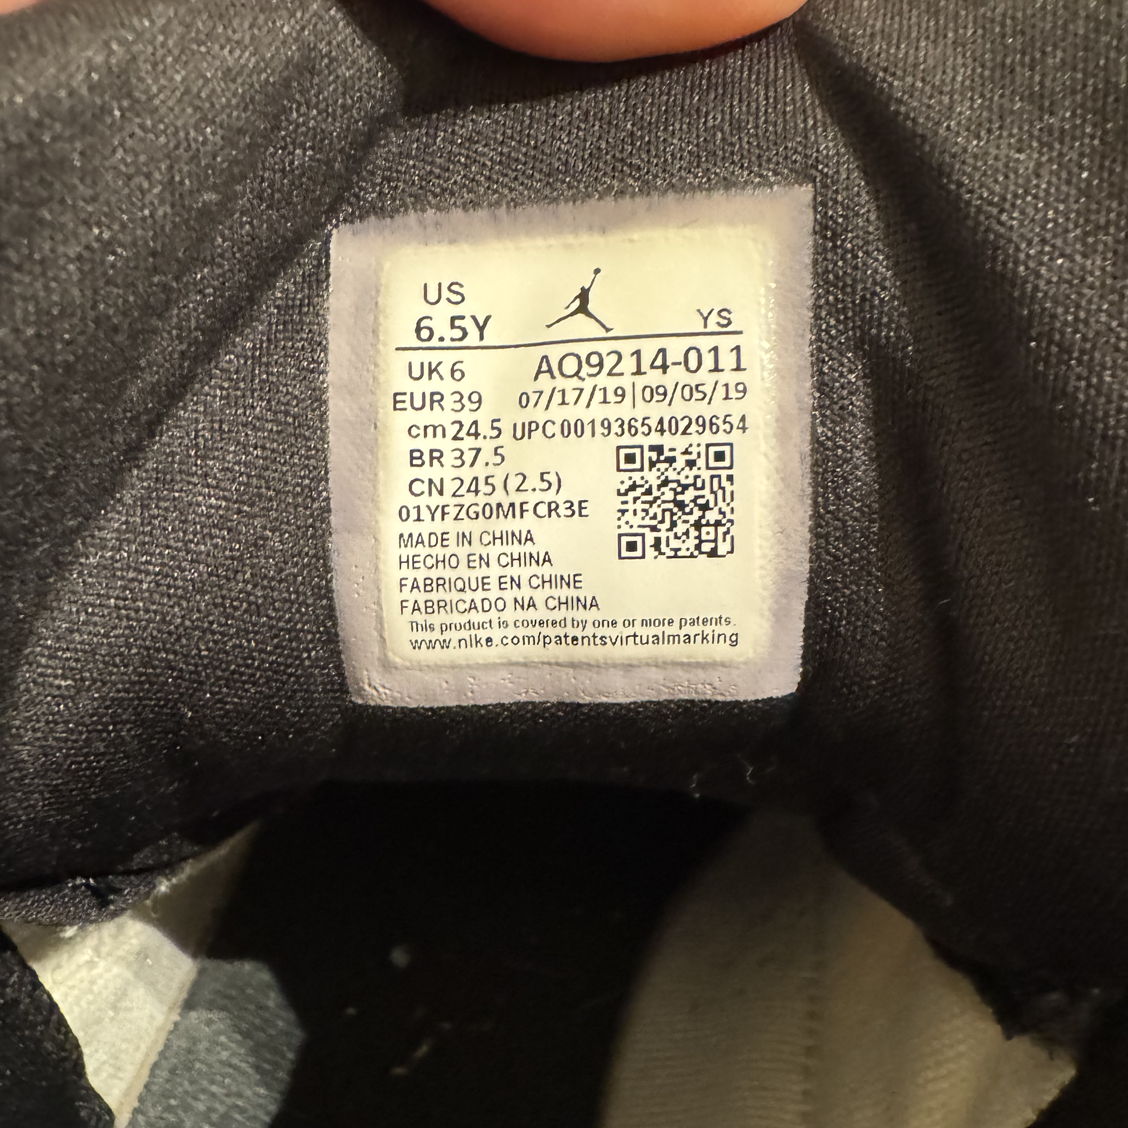 US
6.5Y YS
UK 6 AQ9214-011
EUR 39 07/17/19|09/05/19
cm 24.5 UPC00193654029654
BR 37.5
CN 245 (2.5)
01YFZG0MFCR3E
MADE IN CHINA
HECHO EN CHINA
FABRIQUE EN CHINE
FABRICADO NA CHINA
This product is covered by one or more patents.
www.nike.com/patentsvirtualmarking